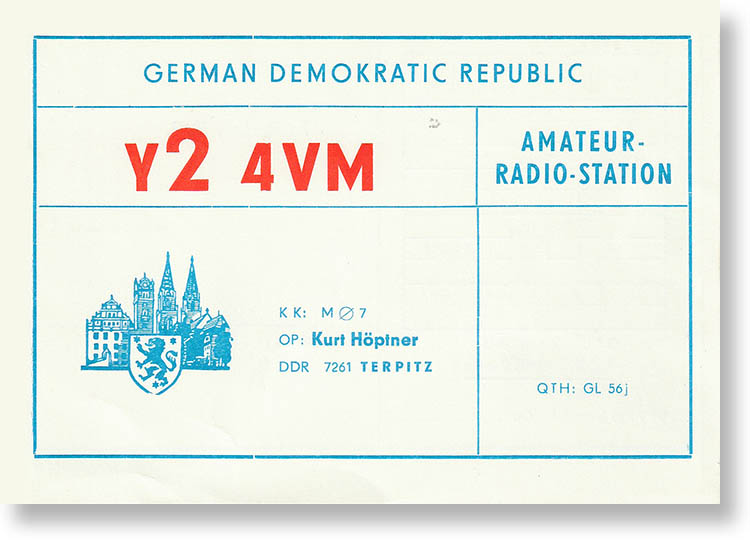 GERMAN DEMOKRATIC REPUBLIC
Y2 4VM
AMATEUR-
RADIO-STATION
KK: MØ7
OP: Kurt Höptner
DDR 7261 TERPITZ
QTH: GL 56j